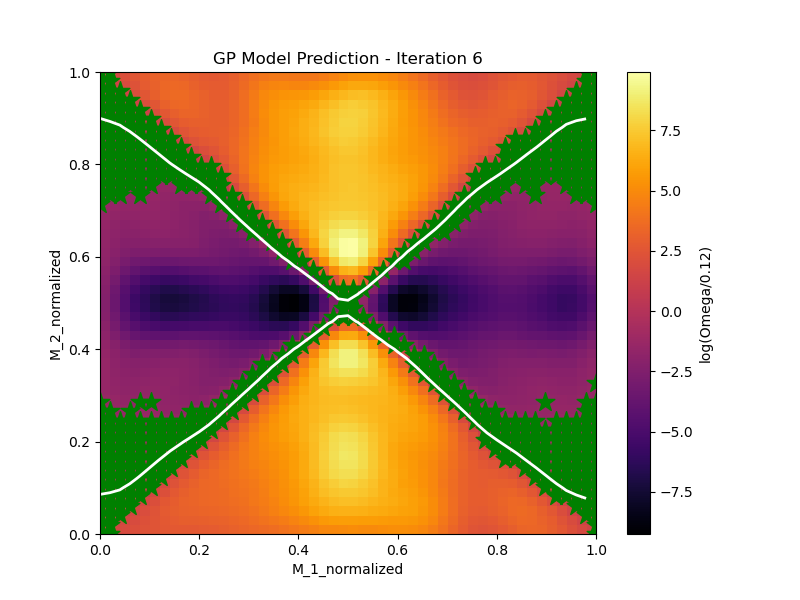 GP Model Prediction - Iteration 6
1.0
0.8
0.6
0.4
0.2
0.0
M_2_normalized
0.0 0.2 0.4 0.6 0.8 1.0
M_1_normalized
7.5
5.0
2.5
0.0
−2.5
−5.0
−7.5
log(Omega/0.12)